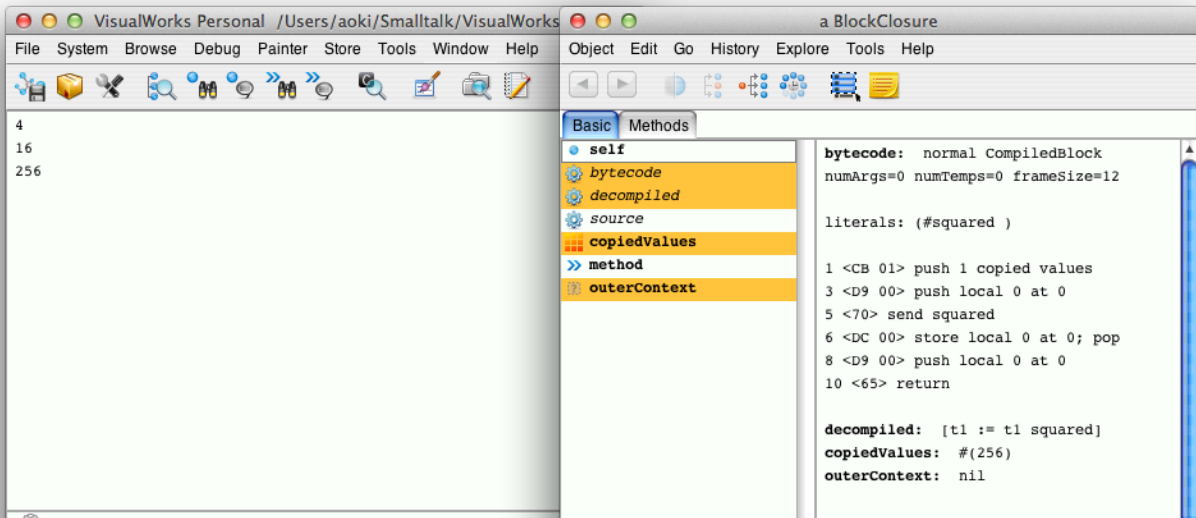 VisualWorks Personal /Users/aoki/Smalltalk/VisualWorks
File System Browse Debug Painter Store Tools Window Help
4
16
256
a BlockClosure
Object Edit Go History Explore Tools Help
Basic Methods
self
bytecode
decompiled
source
copiedValues
method
outerContext
bytecode: normal CompiledBlock
numArgs=0 numTemps=0 frameSize=12
literals: (#squared )
1 <CB 01> push 1 copied values
3 <D9 00> push local 0 at 0
5 <70> send squared
6 <DC 00> store local 0 at 0; pop
8 <D9 00> push local 0 at 0
10 <65> return
decompiled: [t1 := t1 squared]
copiedValues: #(256)
outerContext: nil